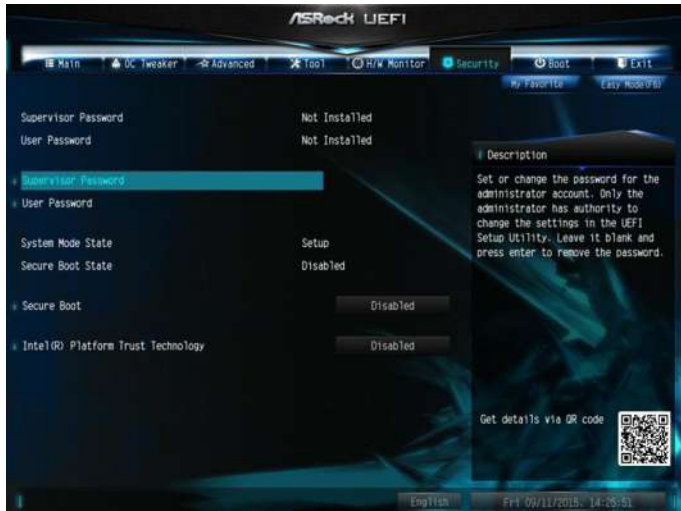 ASRock UEFI
Main OC Tweaker Advanced Tool H/W Monitor Security Boot Exit
My Favorite Easy Mode(F6)
Supervisor Password Not Installed
User Password Not Installed
Supervisor Password
User Password
System Mode State Setup
Secure Boot State Disabled
Secure Boot Disabled
Intel(R) Platform Trust Technology Disabled
Description
Set or change the password for the
administrator account. Only the
administrator has authority to
change the settings in the UEFI
Setup Utility. Leave it blank and
press enter to remove the password.
Get details via QR code
English Fri 09/11/2015, 14:25:51